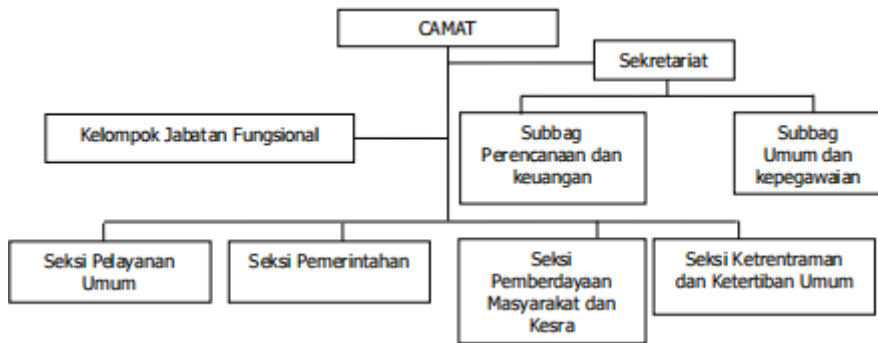 CAMAT
Sekretariat
Kelompok Jabatan Fungsional
Subbag
Perencanaan dan
keuangan
Subbag
Umum dan
kepegawaian
Seksi Pelayanan
Umum
Seksi Pemerintahan
Seksi
Pemberdayaan
Masyarakat dan
Kesra
Seksi Ketrentraman
dan Ketertiban Umum